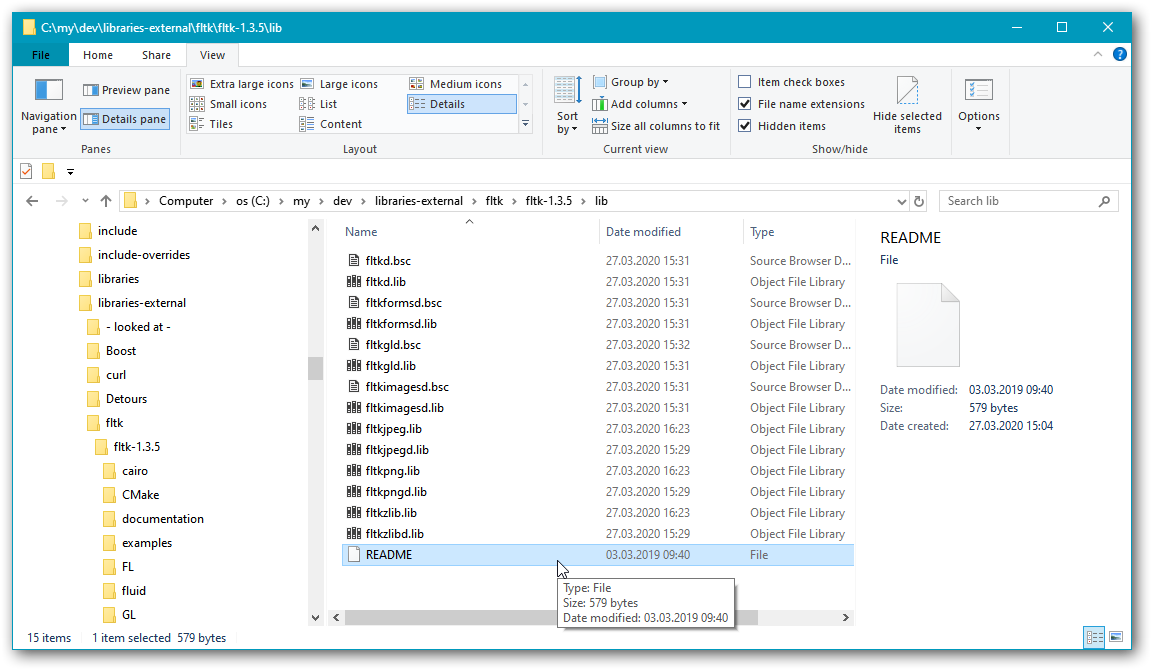 C:\my\dev\libraries-external\fltk\fltk-1.3.5\lib
File Home Share View
Navigation pane
Preview pane
Details pane
Panes
Extra large icons Large icons Medium icons
Small icons List Details
Tiles Content
Layout
Sort by
Group by
Add columns
Size all columns to fit
Current view
Item check boxes
File name extensions
Hidden items
Hide selected items
Show/hide
Options
Computer os (C:) my dev libraries-external fltk fltk-1.3.5 lib
Search lib
include
include-overrides
libraries
libraries-external
- looked at -
Boost
curl
Detours
fltk
fltk-1.3.5
cairo
CMake
documentation
examples
FL
fluid
GL
Name Date modified Type
fltkd.bsc 27.03.2020 15:31 Source Browser D...
fltkd.lib 27.03.2020 15:31 Object File Library
fltkformsd.bsc 27.03.2020 15:31 Source Browser D...
fltkformsd.lib 27.03.2020 15:31 Object File Library
fltkgld.bsc 27.03.2020 15:32 Source Browser D...
fltkgld.lib 27.03.2020 15:31 Object File Library
fltkimagesd.bsc 27.03.2020 15:31 Source Browser D...
fltkimagesd.lib 27.03.2020 15:31 Object File Library
fltkjpeg.lib 27.03.2020 16:23 Object File Library
fltkjpegd.lib 27.03.2020 15:29 Object File Library
fltkpng.lib 27.03.2020 16:23 Object File Library
fltkpngd.lib 27.03.2020 15:29 Object File Library
fltkzlib.lib 27.03.2020 16:23 Object File Library
fltkzlibd.lib 27.03.2020 15:29 Object File Library
README 03.03.2019 09:40 File
Type: File
Size: 579 bytes
Date modified: 03.03.2019 09:40
README
File
Date modified: 03.03.2019 09:40
Size: 579 bytes
Date created: 27.03.2020 15:04
15 items 1 item selected 579 bytes